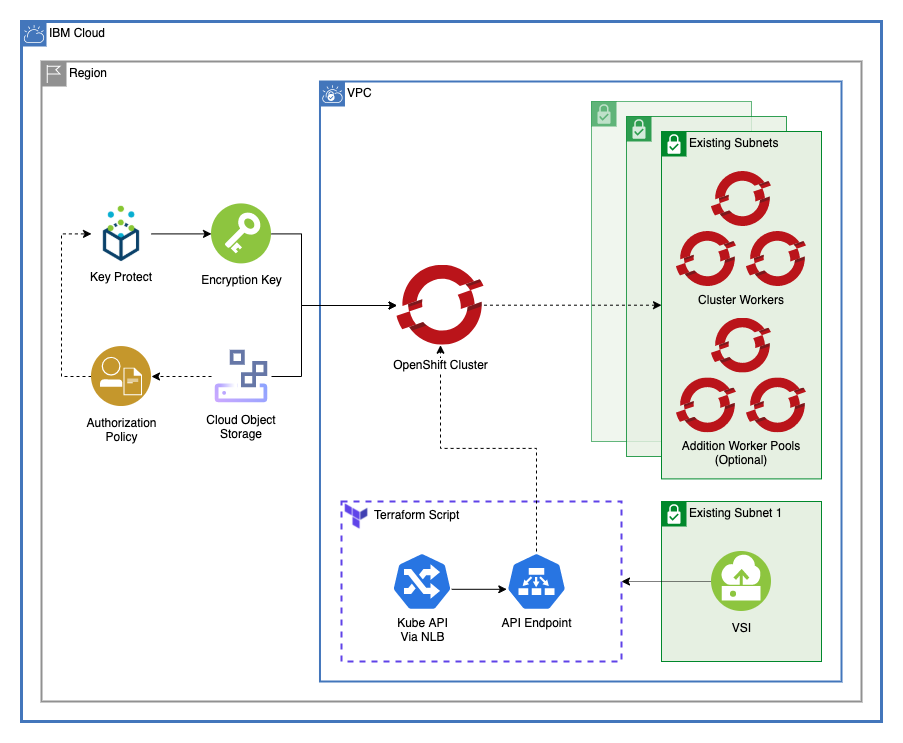 IBM Cloud
Region
VPC
Existing Subnets
Key Protect
Encryption Key
Cluster Workers
OpenShift Cluster
Authorization
Policy
Cloud Object
Storage
Addition Worker Pools
(Optional)
Terraform Script
Existing Subnet 1
Kube API
Via NLB
API Endpoint
VSI